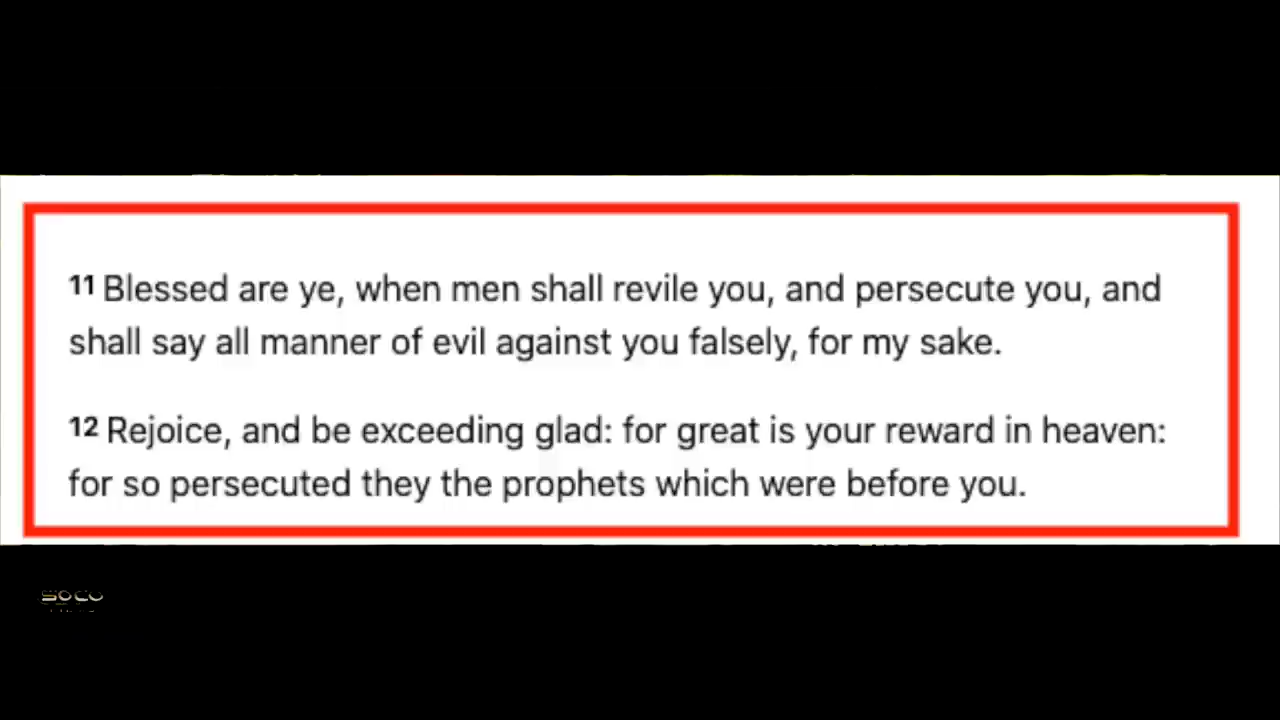 11 Blessed are ye, when men shall revile you, and persecute you, and
shall say all manner of evil against you falsely, for my sake.
12 Rejoice, and be exceeding glad: for great is your reward in heaven:
for so persecuted they the prophets which were before you.
SOCU